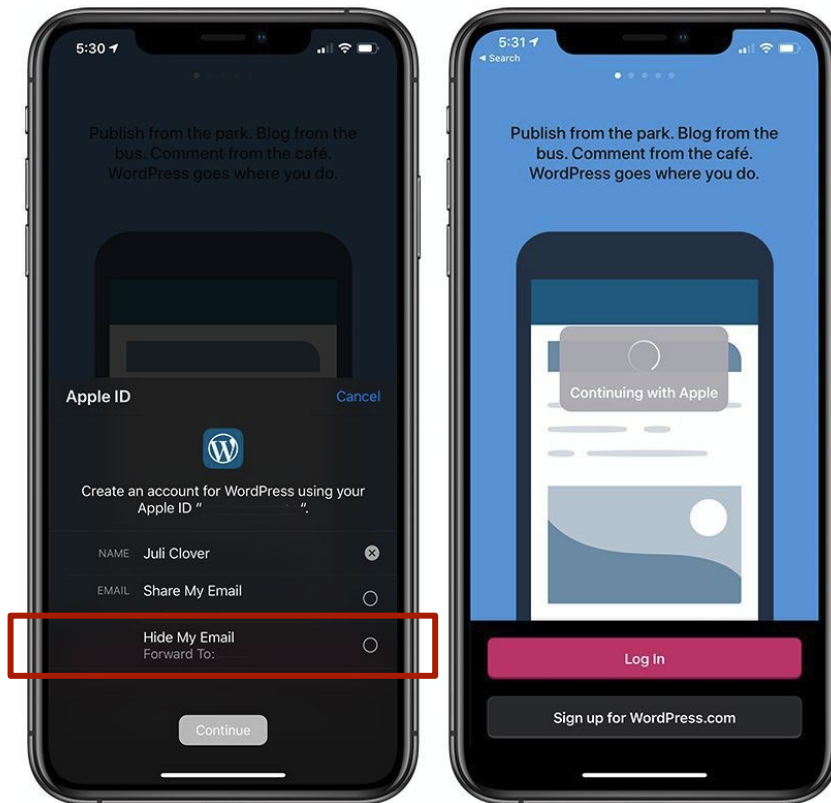 5:30
Publish from the park. Blog from the
bus. Comment from the café.
WordPress goes where you do.
Apple ID
Cancel
Create an account for WordPress using your
Apple ID "            ".
NAME Juli Clover
EMAIL Share My Email
Hide My Email
Forward To:
Continue
5:31
Search
Publish from the park. Blog from the
bus. Comment from the café.
WordPress goes where you do.
Continuing with Apple
Log In
Sign up for WordPress.com